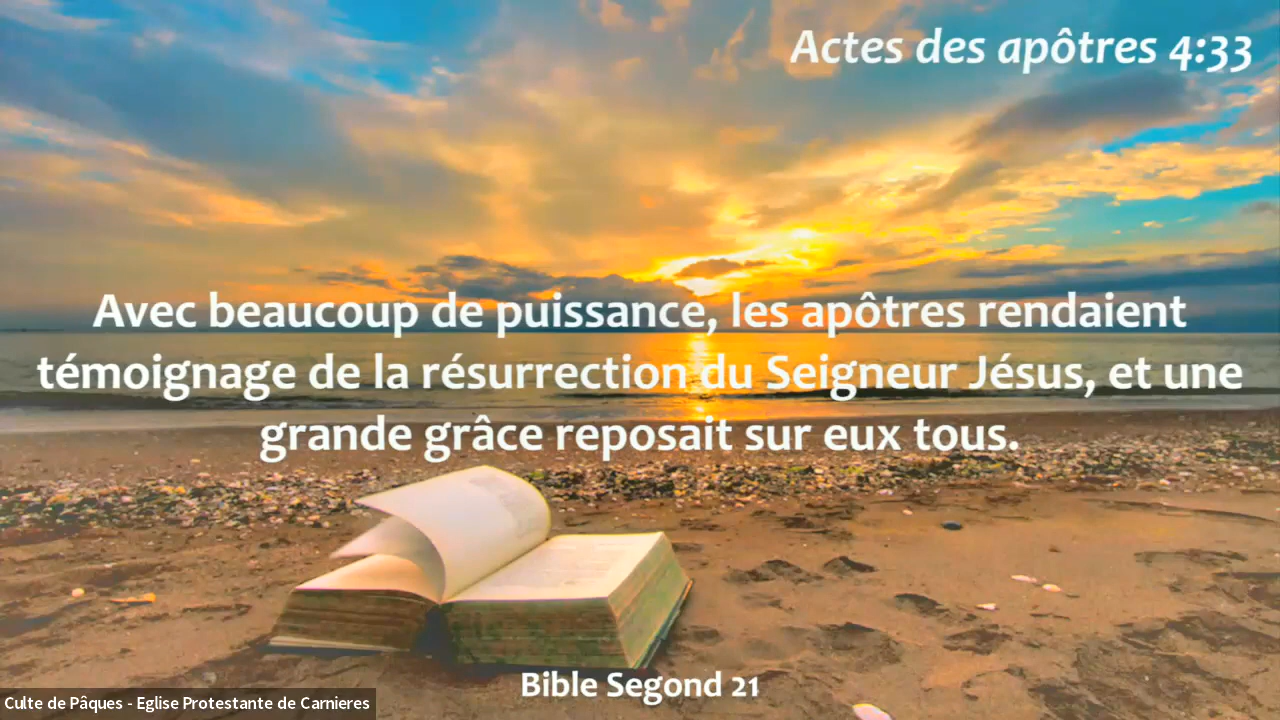 Actes des apôtres 4:33
Avec beaucoup de puissance, les apôtres rendaient
témoignage de la résurrection du Seigneur Jésus, et une
grande grâce reposait sur eux tous.
Bible Segond 21
Culte de Pâques - Eglise Protestante de Carnieres